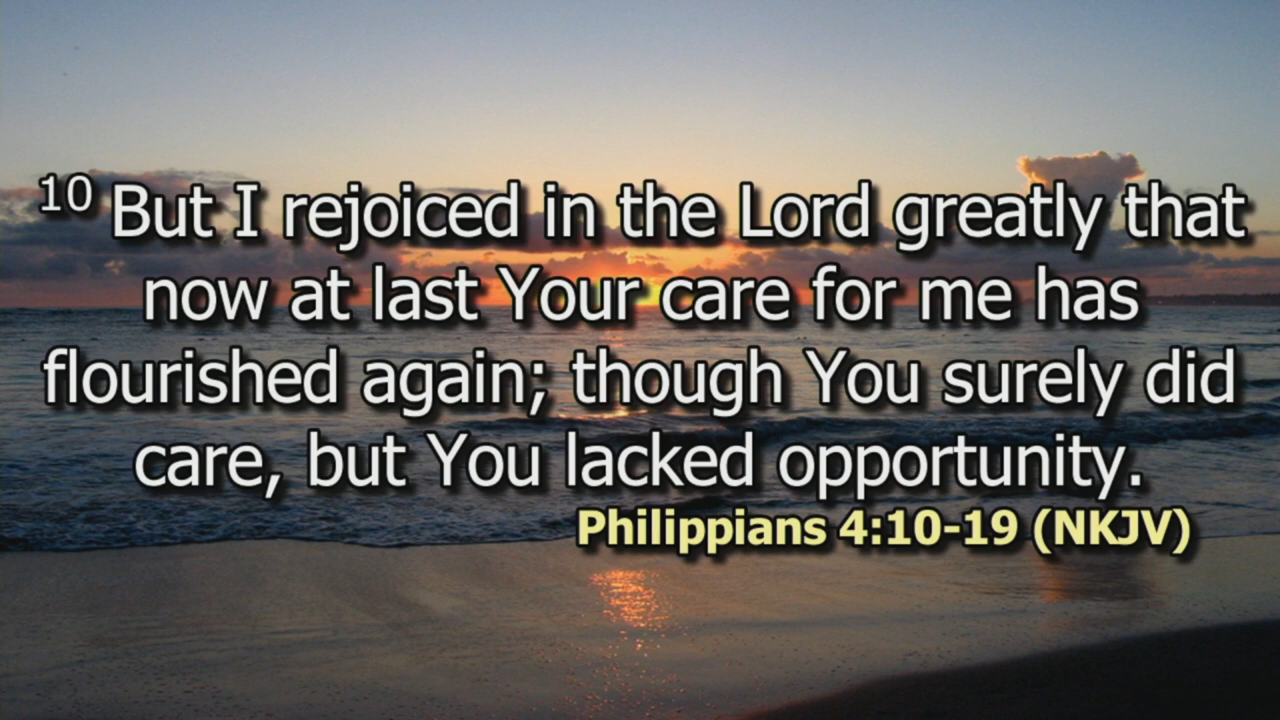 10 But I rejoiced in the Lord greatly that
now at last Your care for me has
flourished again; though You surely did
care, but You lacked opportunity.
Philippians 4:10-19 (NKJV)